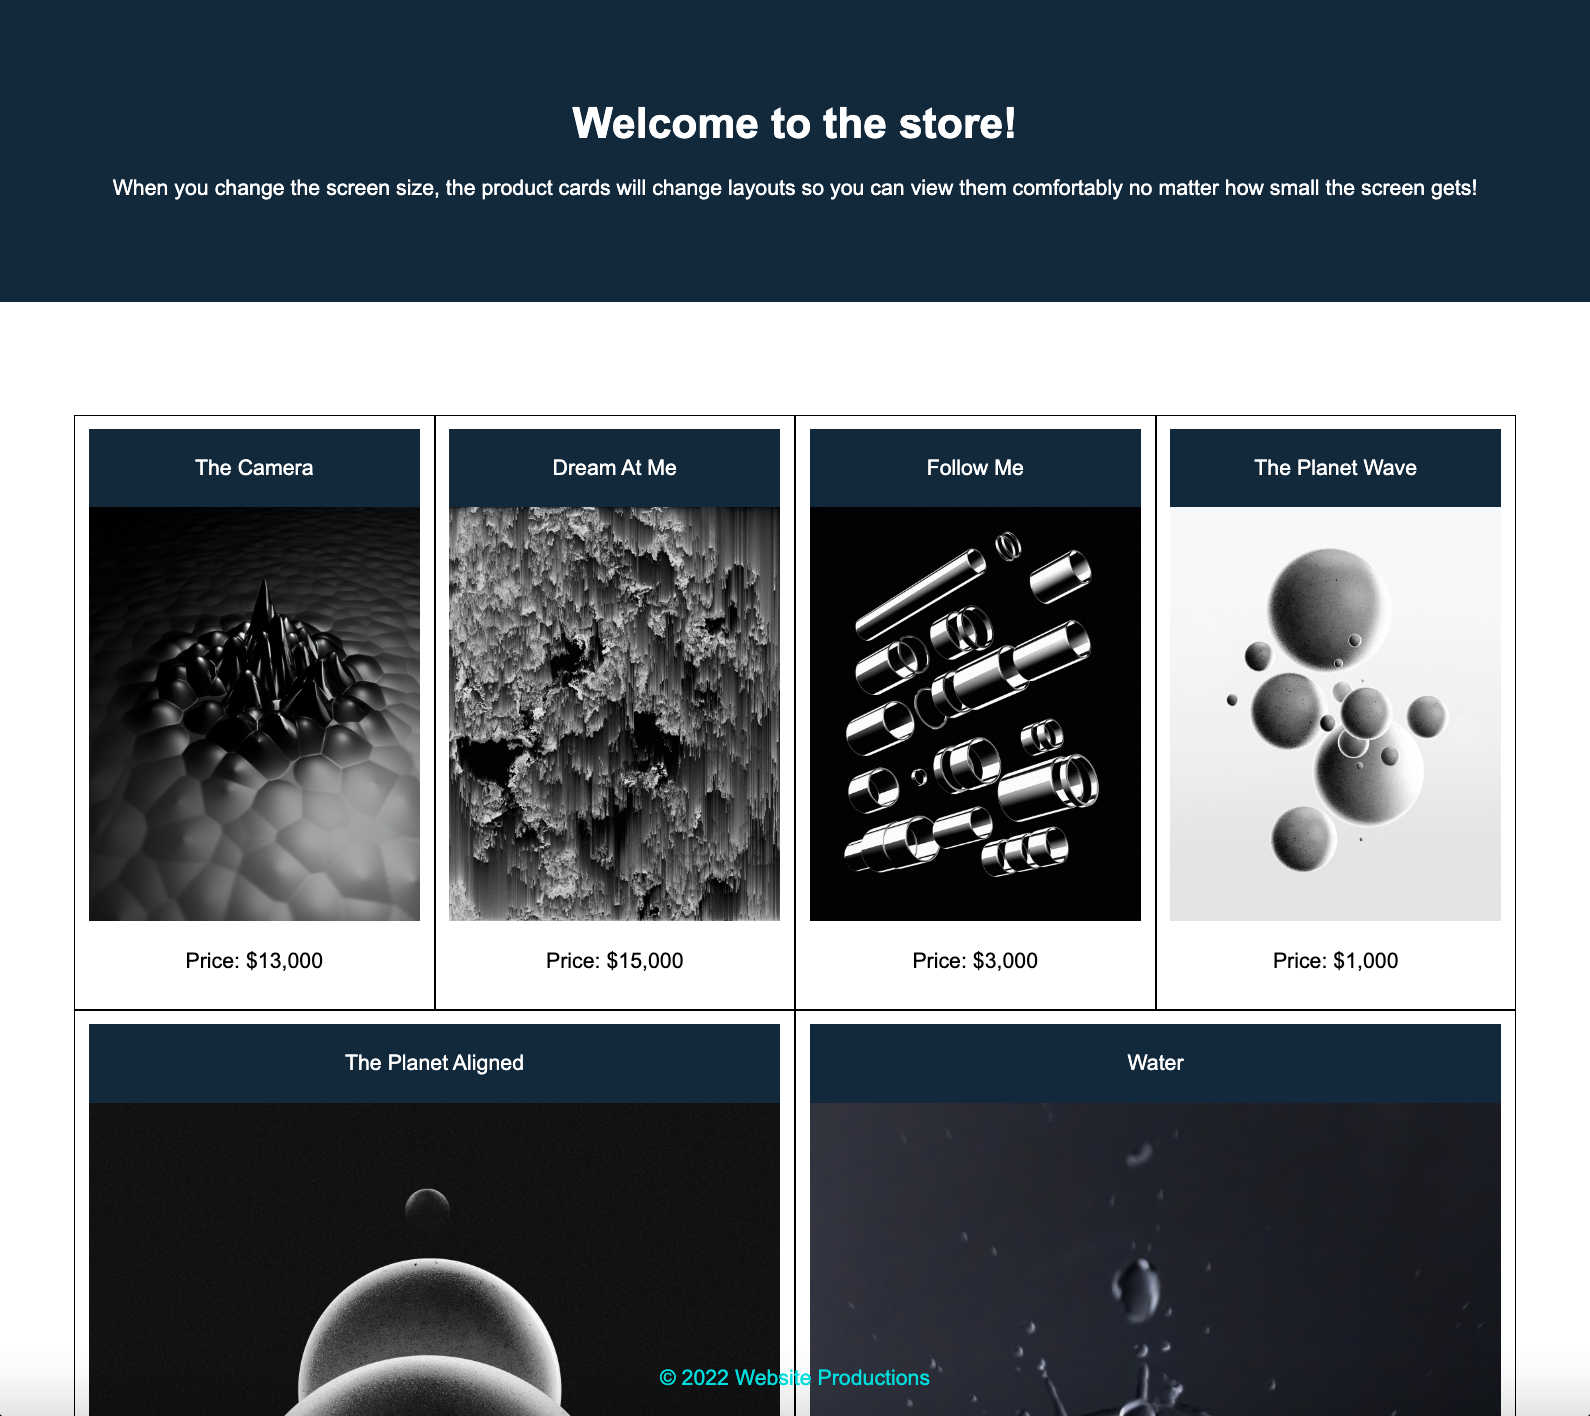 Welcome to the store!
When you change the screen size, the product cards will change layouts so you can view them comfortably no matter how small the screen gets!
The Camera
Dream At Me
Follow Me
The Planet Wave
Price: $13,000
Price: $15,000
Price: $3,000
Price: $1,000
The Planet Aligned
Water
© 2022 Website Productions